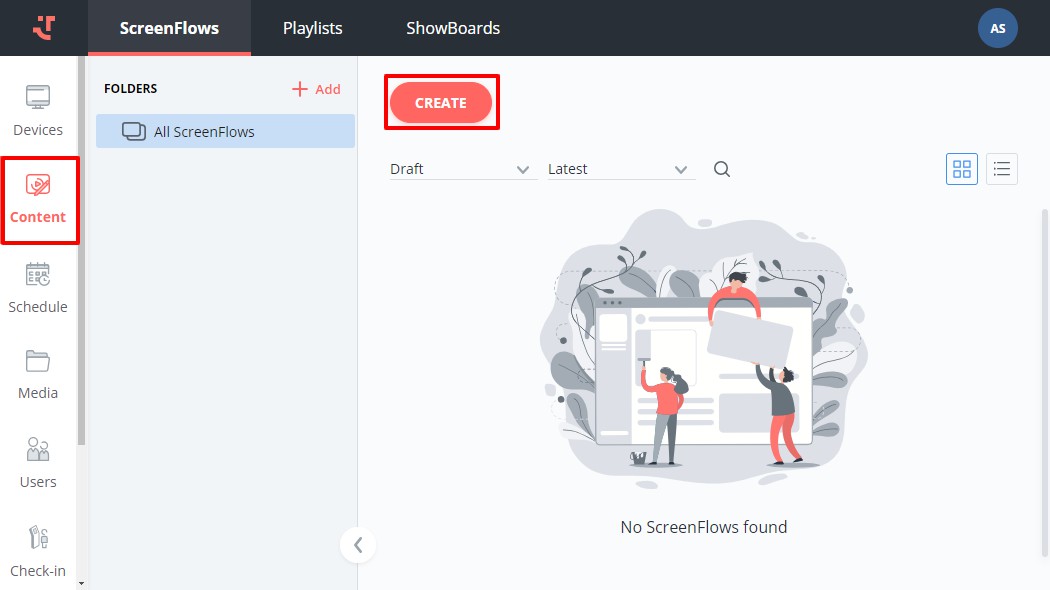 ScreenFlows
Playlists
ShowBoards
AS
Devices
Content
Schedule
Media
Users
Check-in
FOLDERS
Add
All ScreenFlows
CREATE
Draft
Latest
No ScreenFlows found